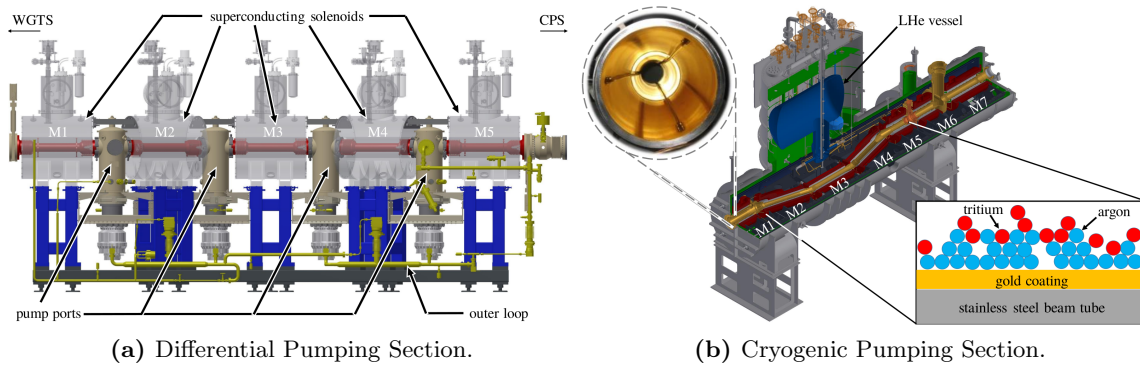 WGTS
superconducting solenoids
CPS
M1
M2
M3
M4
M5
pump ports
outer loop
(a) Differential Pumping Section.
LHe vessel
M1
M2
M3
M4
M5
M6
M7
tritium
argon
gold coating
stainless steel beam tube
(b) Cryogenic Pumping Section.